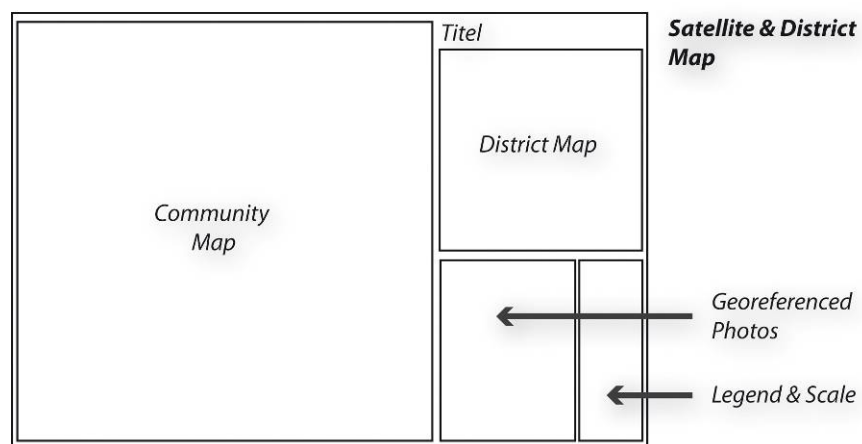 Titel
Satellite & District
Map
District Map
Community
Map
Georeferenced
Photos
Legend & Scale